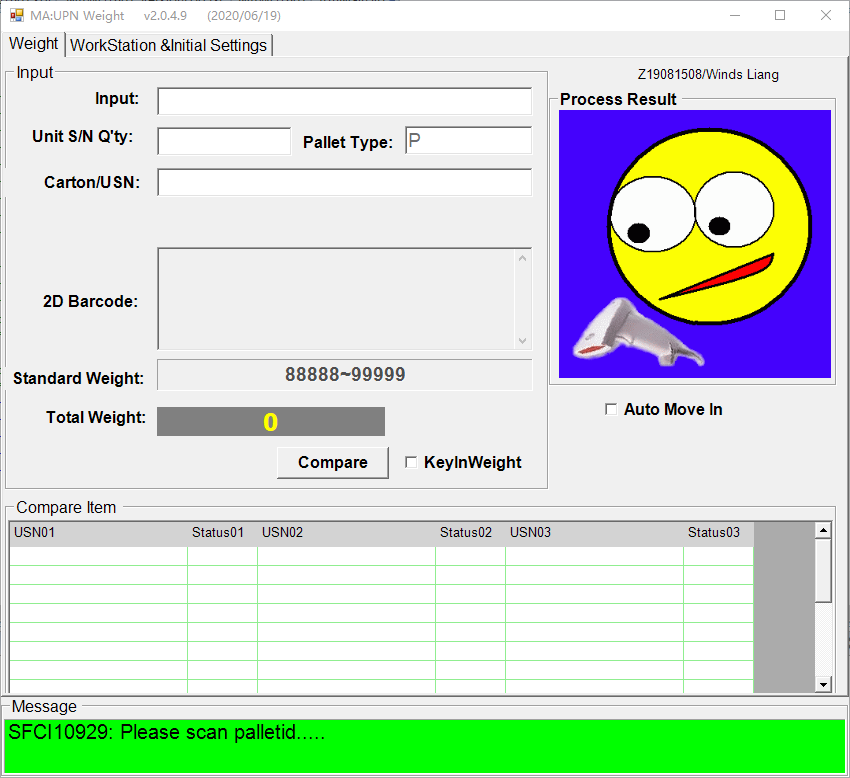 MA:UPN Weight v2.0.4.9 (2020/06/19)
Weight WorkStation &Initial Settings
Input
Z19081508/Winds Liang
Input:
Process Result
Unit S/N Q'ty:
Pallet Type: P
Carton/USN:
2D Barcode:
Standard Weight: 88888~99999
Total Weight: 0
Auto Move In
Compare KeyInWeight
Compare Item
USN01 Status01 USN02 Status02 USN03 Status03
Message
SFCI10929: Please scan palletid.....